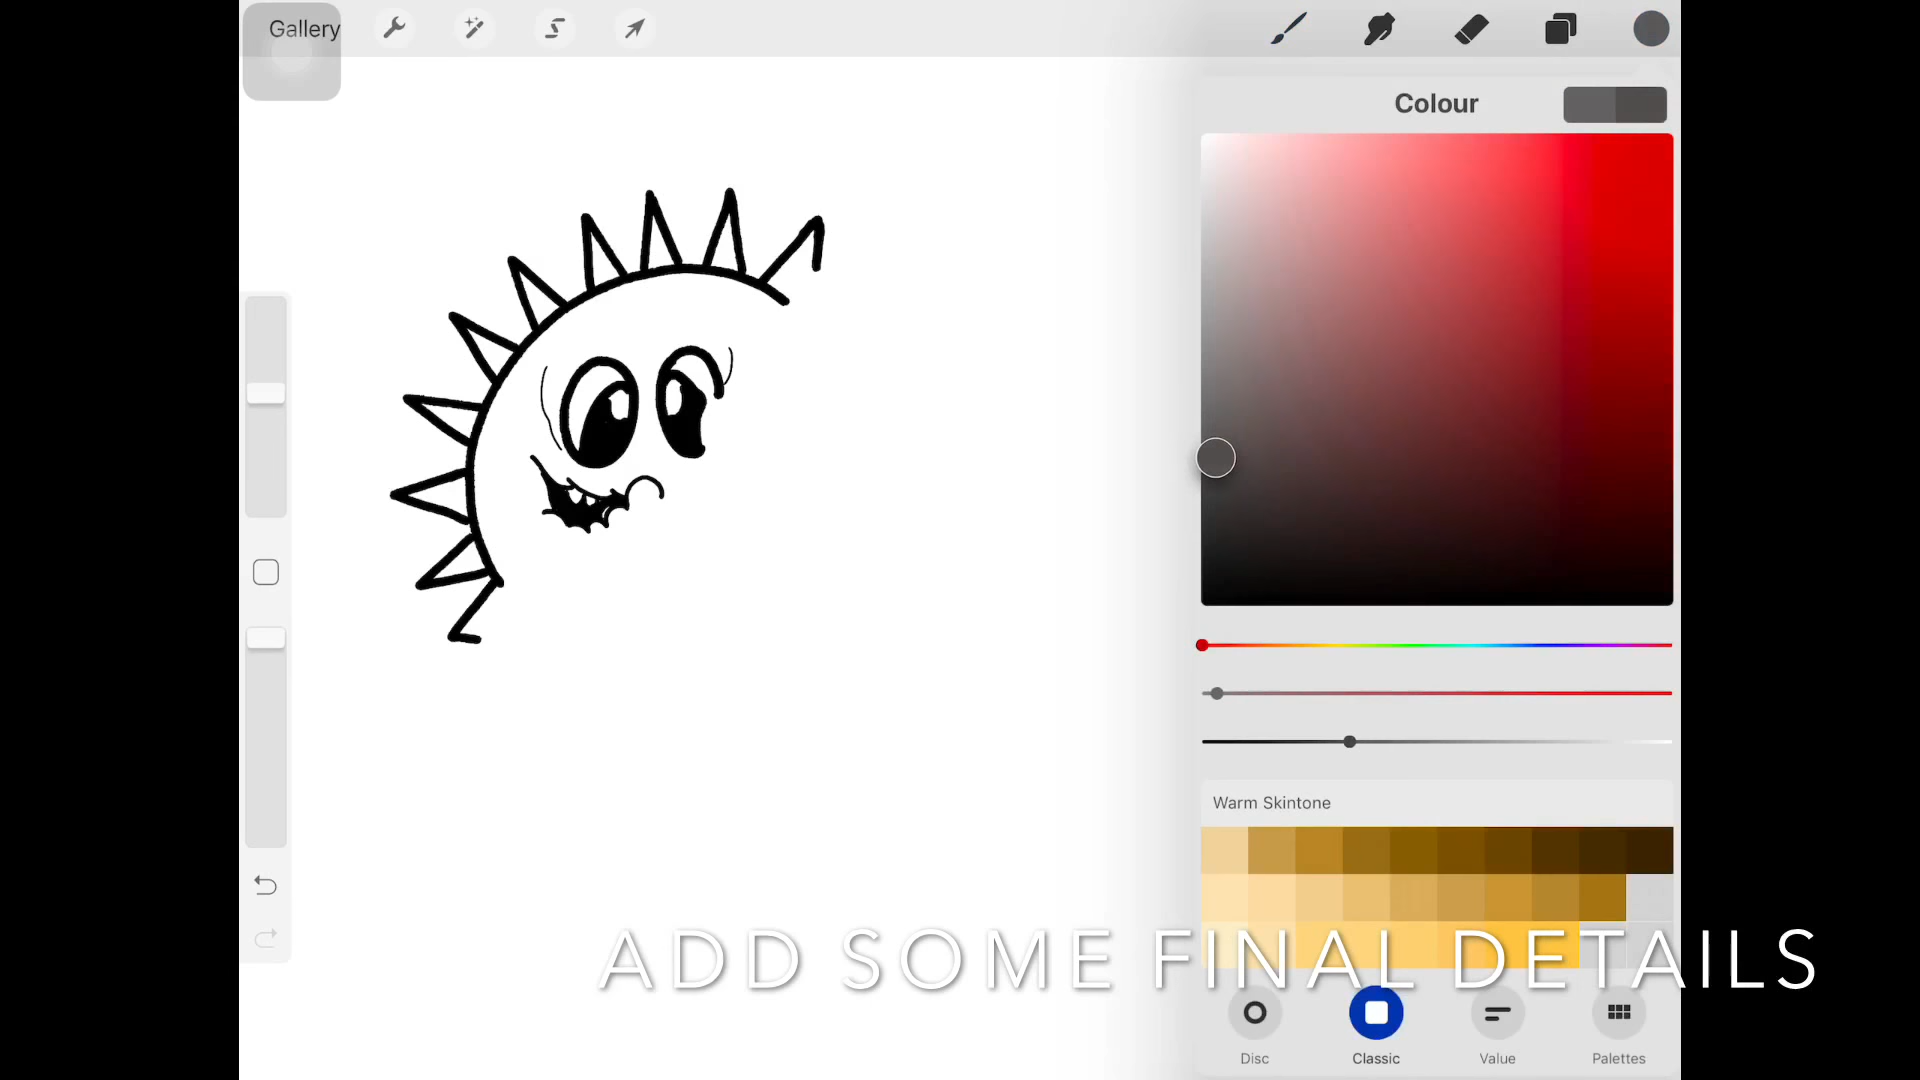 Gallery
Colour
Warm Skintone
ADD SOME FINAL DETAILS
Disc
Classic
Value
Palettes